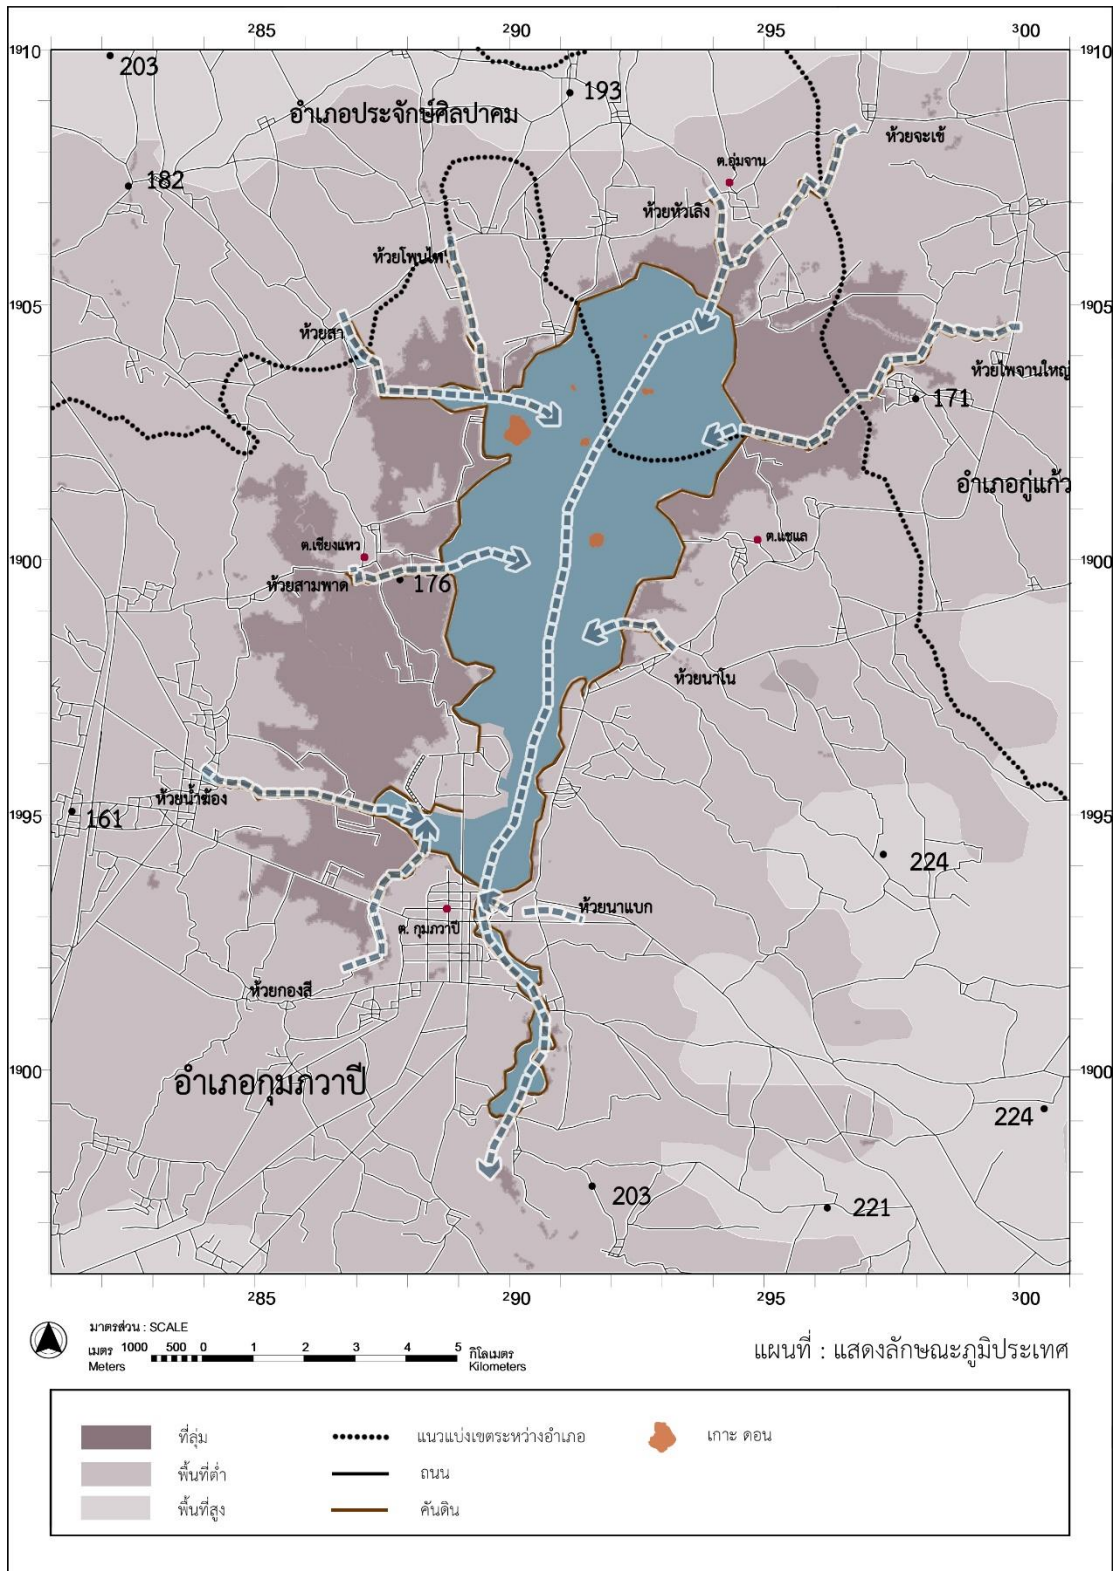 285 290 295 300
1910 1910
203
193
อำเภอประจักษ์ศิลปาคม
ห้วยจะเข้
ต.อุ่มจาน
182
ห้วยหัวเลิง
ห้วยโพนไพ
1905 1905
ห้วยสา
ห้วยไพจานใหญ่
171
อำเภอกู่แก้ว
ต.เชียงแหว
ต.แชแล
1900 1900
ห้วยสามพาด
176
ห้วยนาโน
ห้วยน้ำฆ้อง
1995 1995
161
224
ห้วยนาแบก
ต. กุมภวาปี
ห้วยกองสี
1900 1900
อำเภอกุมภวาปี
224
203
221
285 290 295 300
มาตรส่วน : SCALE
เมตร 1000 500 0 1 2 3 4 5 กิโลเมตร
Meters Kilometers
แผนที่ : แสดงลักษณะภูมิประเทศ
ที่ลุ่ม แนวแบ่งเขตระหว่างอำเภอ เกาะ ดอน
พื้นที่ต่ำ ถนน
พื้นที่สูง คันดิน